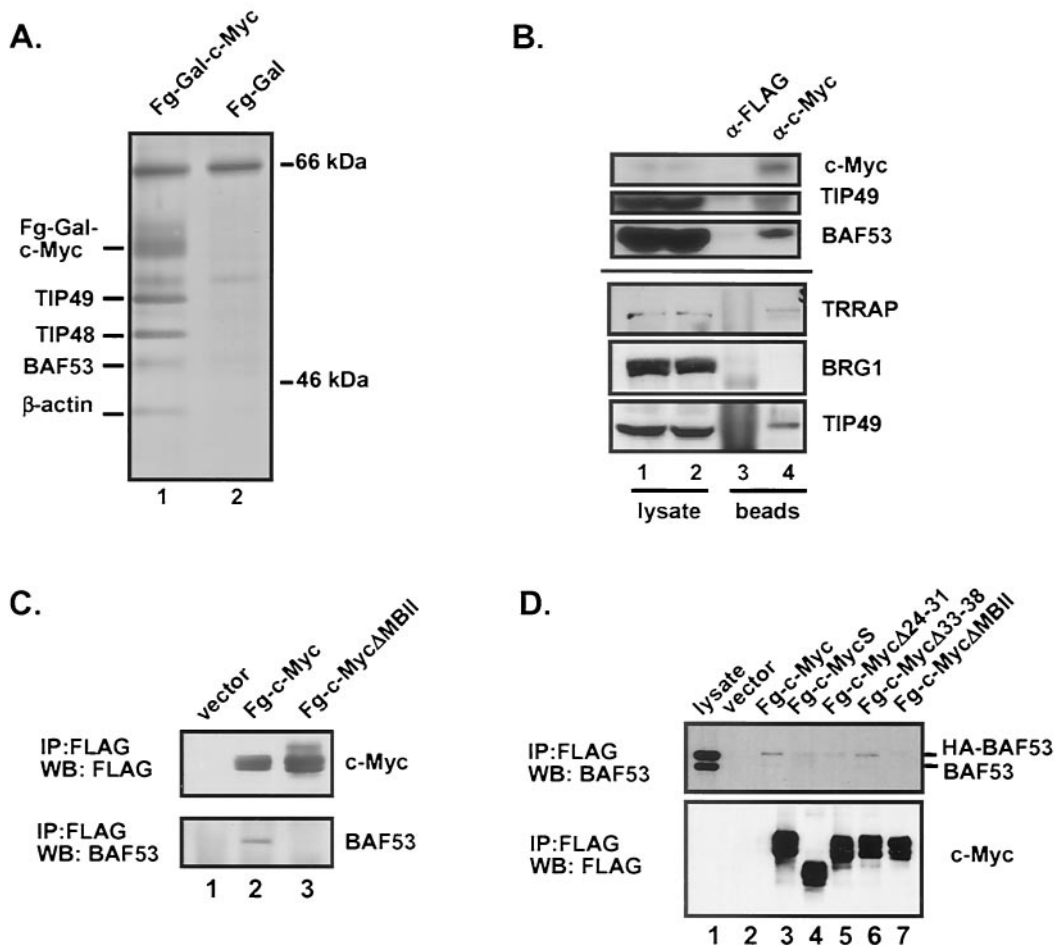 A.
Fg-Gal-c-Myc
Fg-Gal
66 kDa
Fg-Gal-
c-Myc
TIP49
TIP48
BAF53
46 kDa
β-actin
1 2
B.
α-FLAG
α-c-Myc
c-Myc
TIP49
BAF53
TRRAP
BRG1
TIP49
1 2 3 4
lysate beads
C.
vector
Fg-c-Myc
Fg-c-MycΔMBII
IP:FLAG
WB: FLAG
c-Myc
IP:FLAG
WB: BAF53
BAF53
1 2 3
D.
lysate
vector
Fg-c-Myc
Fg-c-MycS
Fg-c-MycΔ24-31
Fg-c-MycΔ33-38
Fg-c-MycΔMBII
IP:FLAG
WB: BAF53
HA-BAF53
BAF53
IP:FLAG
WB: FLAG
c-Myc
1 2 3 4 5 6 7